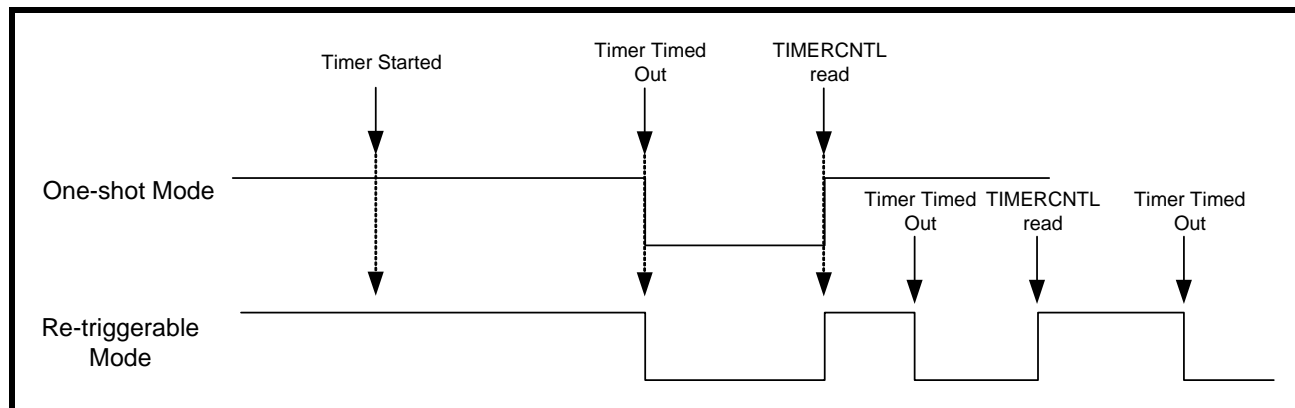 Timer Started
Timer Timed
Out
TIMERCNTL
read
One-shot Mode
Timer Timed
Out
TIMERCNTL
read
Timer Timed
Out
Re-triggerable
Mode